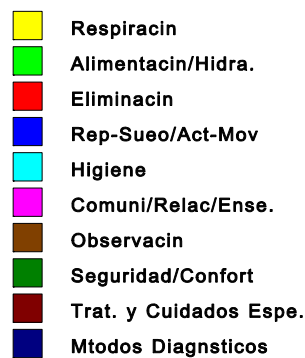 Respiracin
Alimentacin/Hidra.
Eliminacin
Rep-Sueo/Act-Mov
Higiene
Comuni/Relac/Ense.
Observacin
Seguridad/Confort
Trat. y Cuidados Espe.
Mtodos Diagnsticos